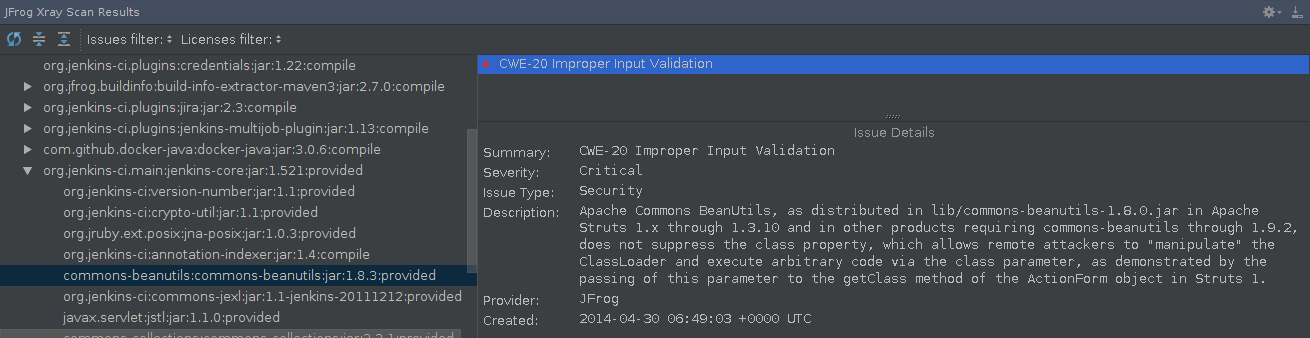 JFrog Xray Scan Results
Issues filter: Licenses filter:
org.jenkins-ci.plugins:credentials:jar:1.22:compile
org.jfrog.buildinfo:build-info-extractor-maven3:jar:2.7.0:compile
org.jenkins-ci.plugins:jira:jar:2.3:compile
org.jenkins-ci.plugins:jenkins-multijob-plugin:jar:1.13:compile
com.github.docker-java:docker-java:jar:3.0.6:compile
org.jenkins-ci.main:jenkins-core:jar:1.521:provided
org.jenkins-ci:version-number:jar:1.1:provided
org.jenkins-ci:crypto-util:jar:1.1:provided
org.jruby.ext.posix:jna-posix:jar:1.0.3:provided
org.jenkins-ci:annotation-indexer:jar:1.4:compile
commons-beanutils:commons-beanutils:jar:1.8.3:provided
org.jenkins-ci:commons-jexl:jar:1.1-jenkins-20111212:provided
javax.servlet:jstl:jar:1.1.0:provided
CWE-20 Improper Input Validation
Issue Details
Summary: CWE-20 Improper Input Validation
Severity: Critical
Issue Type: Security
Description: Apache Commons BeanUtils, as distributed in lib/commons-beanutils-1.8.0.jar in Apache
Struts 1.x through 1.3.10 and in other products requiring commons-beanutils through 1.9.2,
does not suppress the class property, which allows remote attackers to "manipulate" the
ClassLoader and execute arbitrary code via the class parameter, as demonstrated by the
passing of this parameter to the getClass method of the ActionForm object in Struts 1.
Provider: JFrog
Created: 2014-04-30 06:49:03 +0000 UTC